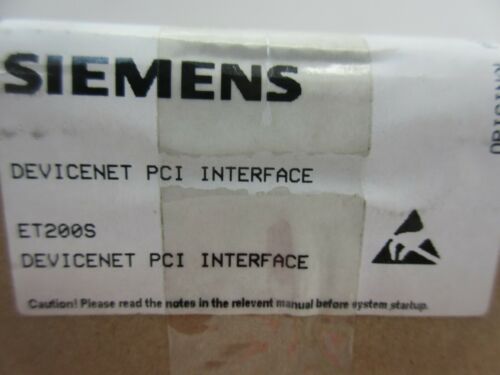 SIEMENS
DEVICENET PCI INTERFACE
ET200S
DEVICENET PCI INTERFACE
Caution! Please read the notes in the relevent manual before system startup.